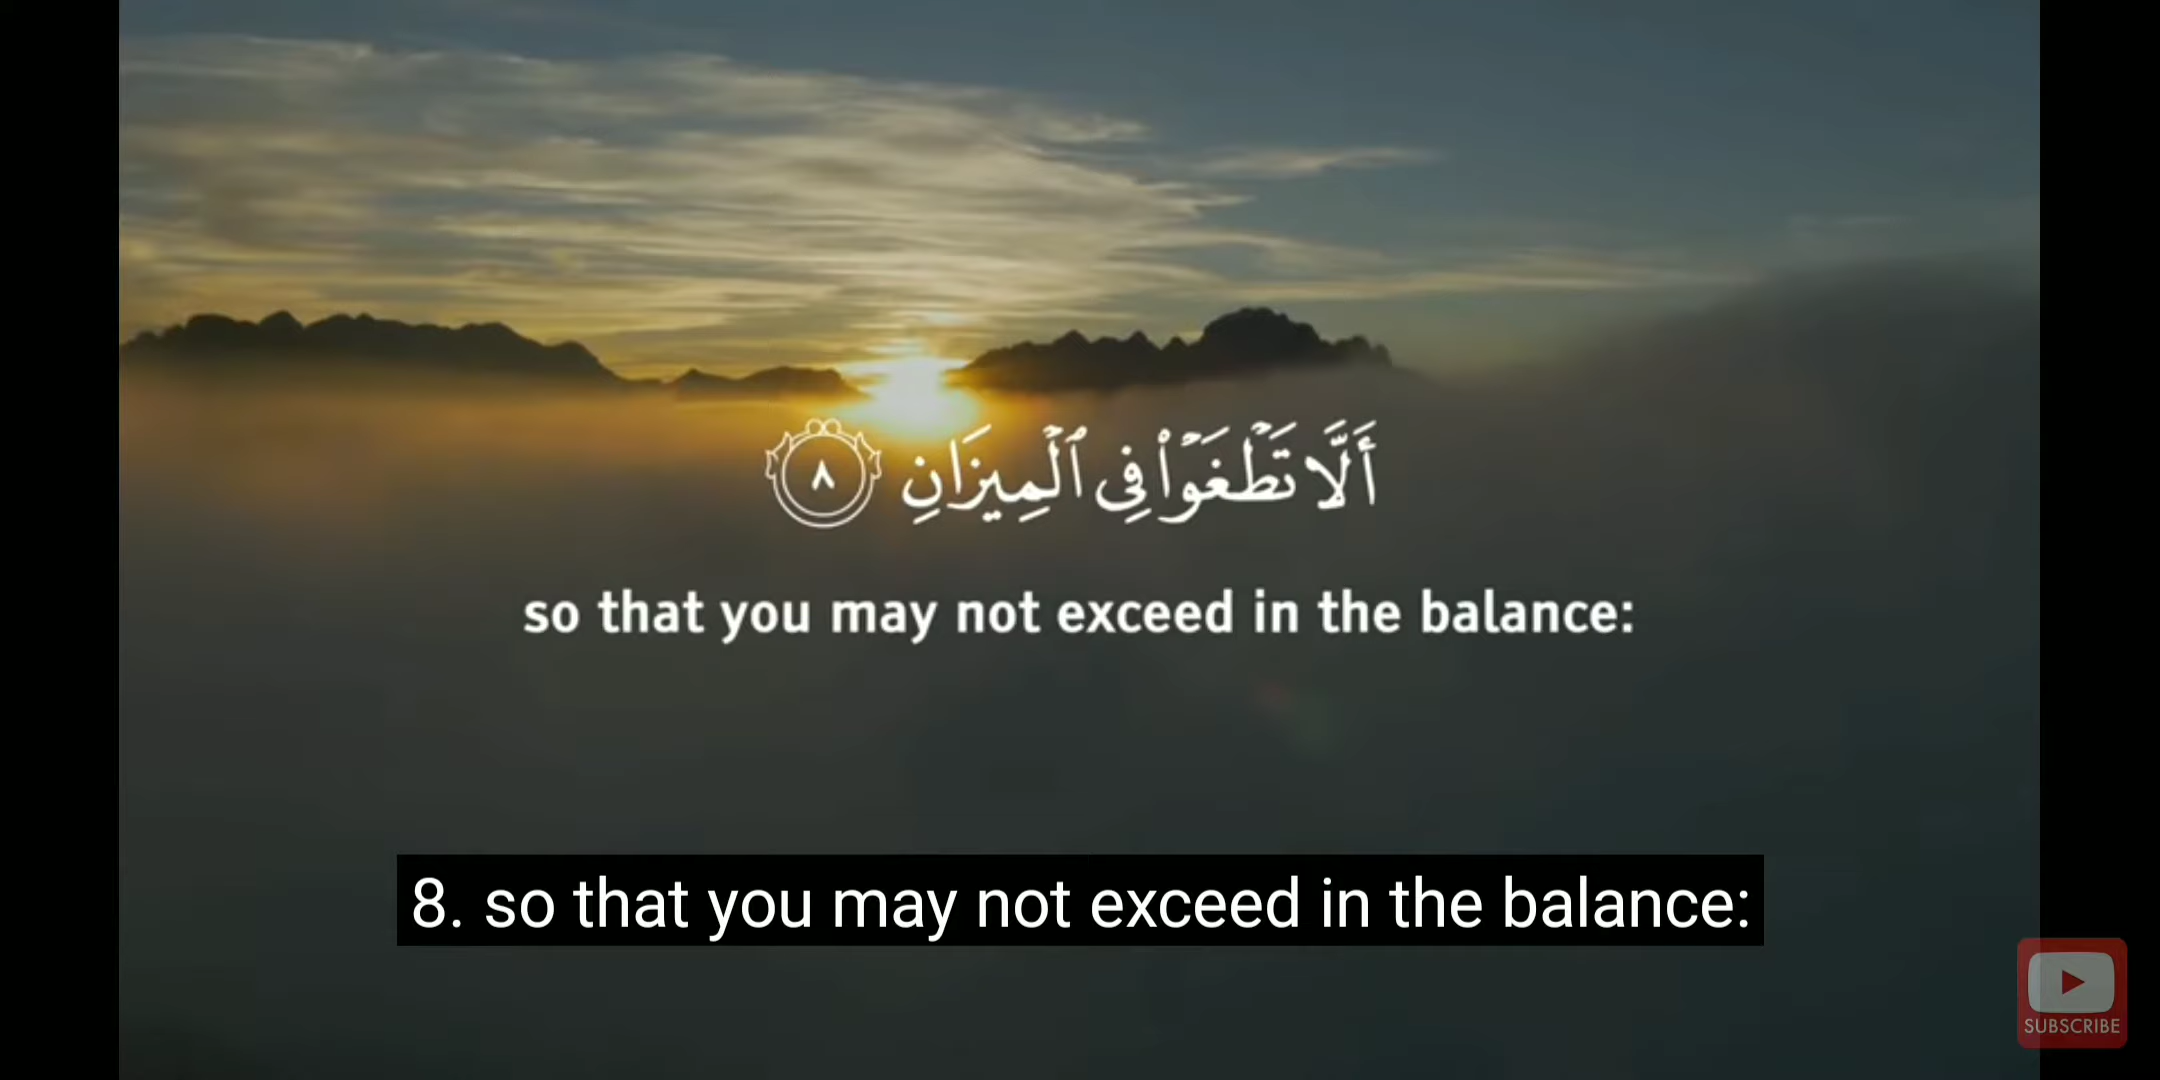 أَلَّا تَطْغَوْا۟ فِى ٱلْمِيزَانِ ٨
so that you may not exceed in the balance:
8. so that you may not exceed in the balance:
SUBSCRIBE